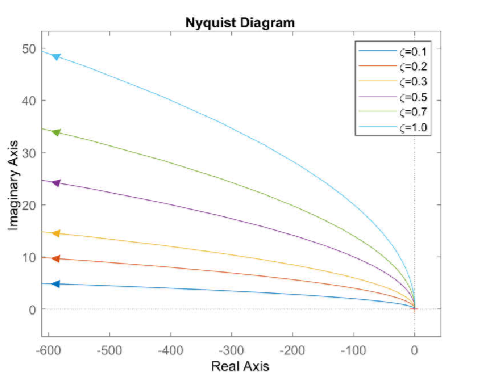 Nyquist Diagram
50
40
30
20
10
0
Imaginary Axis
ζ=0.1
ζ=0.2
ζ=0.3
ζ=0.5
ζ=0.7
ζ=1.0
-600 -500 -400 -300 -200 -100 0
Real Axis